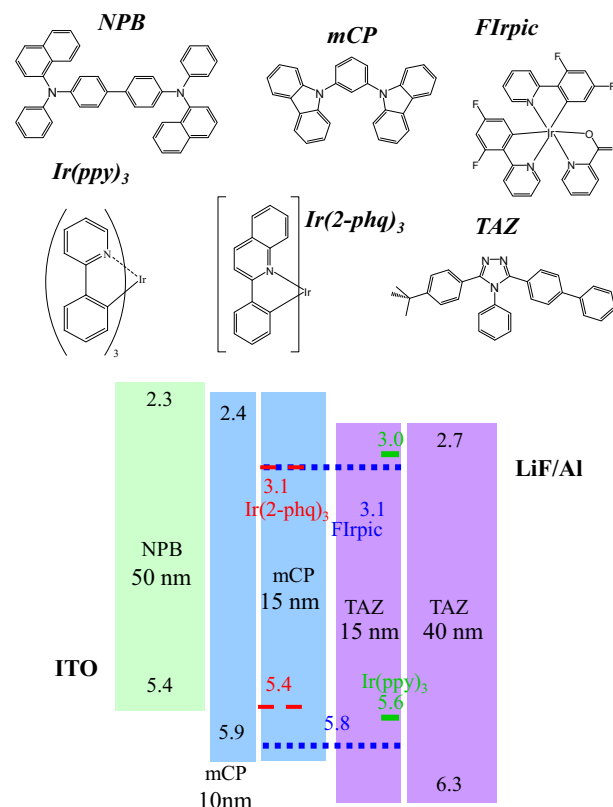 NPB
mCP
FIrpic
N
N
N
N
F
F
F
F
N
Ir
O
N
N
Ir(ppy)3
Ir(2-phq)3
TAZ
N
Ir
3
N
Ir
3
N
N
N
2.3
2.4
3.0
2.7
LiF/Al
3.1
Ir(2-phq)3
3.1
FIrpic
NPB
50 nm
mCP
15 nm
TAZ
15 nm
TAZ
40 nm
ITO
5.4
5.4
Ir(ppy)3
5.6
5.9
5.8
mCP
10nm
6.3